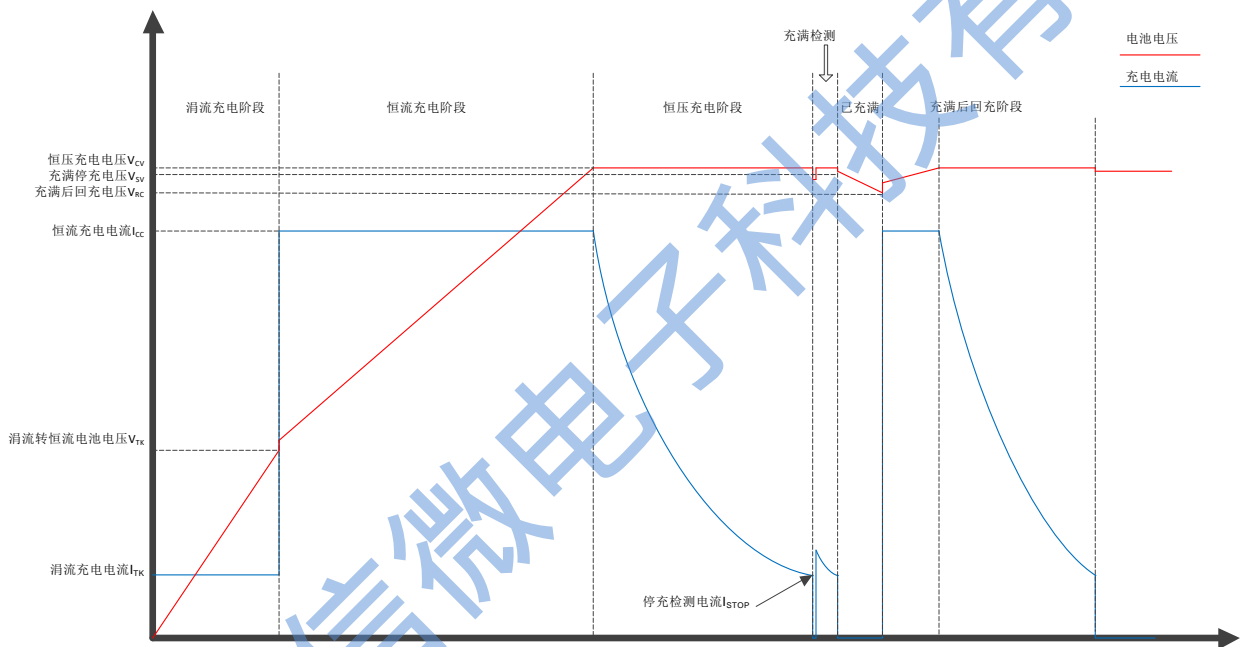 充满检测
电池电压
充电电流
涓流充电阶段
恒流充电阶段
恒压充电阶段
已充满
充满后回充阶段
恒压充电电压VCV
充满停充电压VSV
充满后回充电压VRC
恒流充电电流ICC
涓流转恒流电池电压VTK
涓流充电电流ITK
停充检测电流ISTOP
信微电子科技有